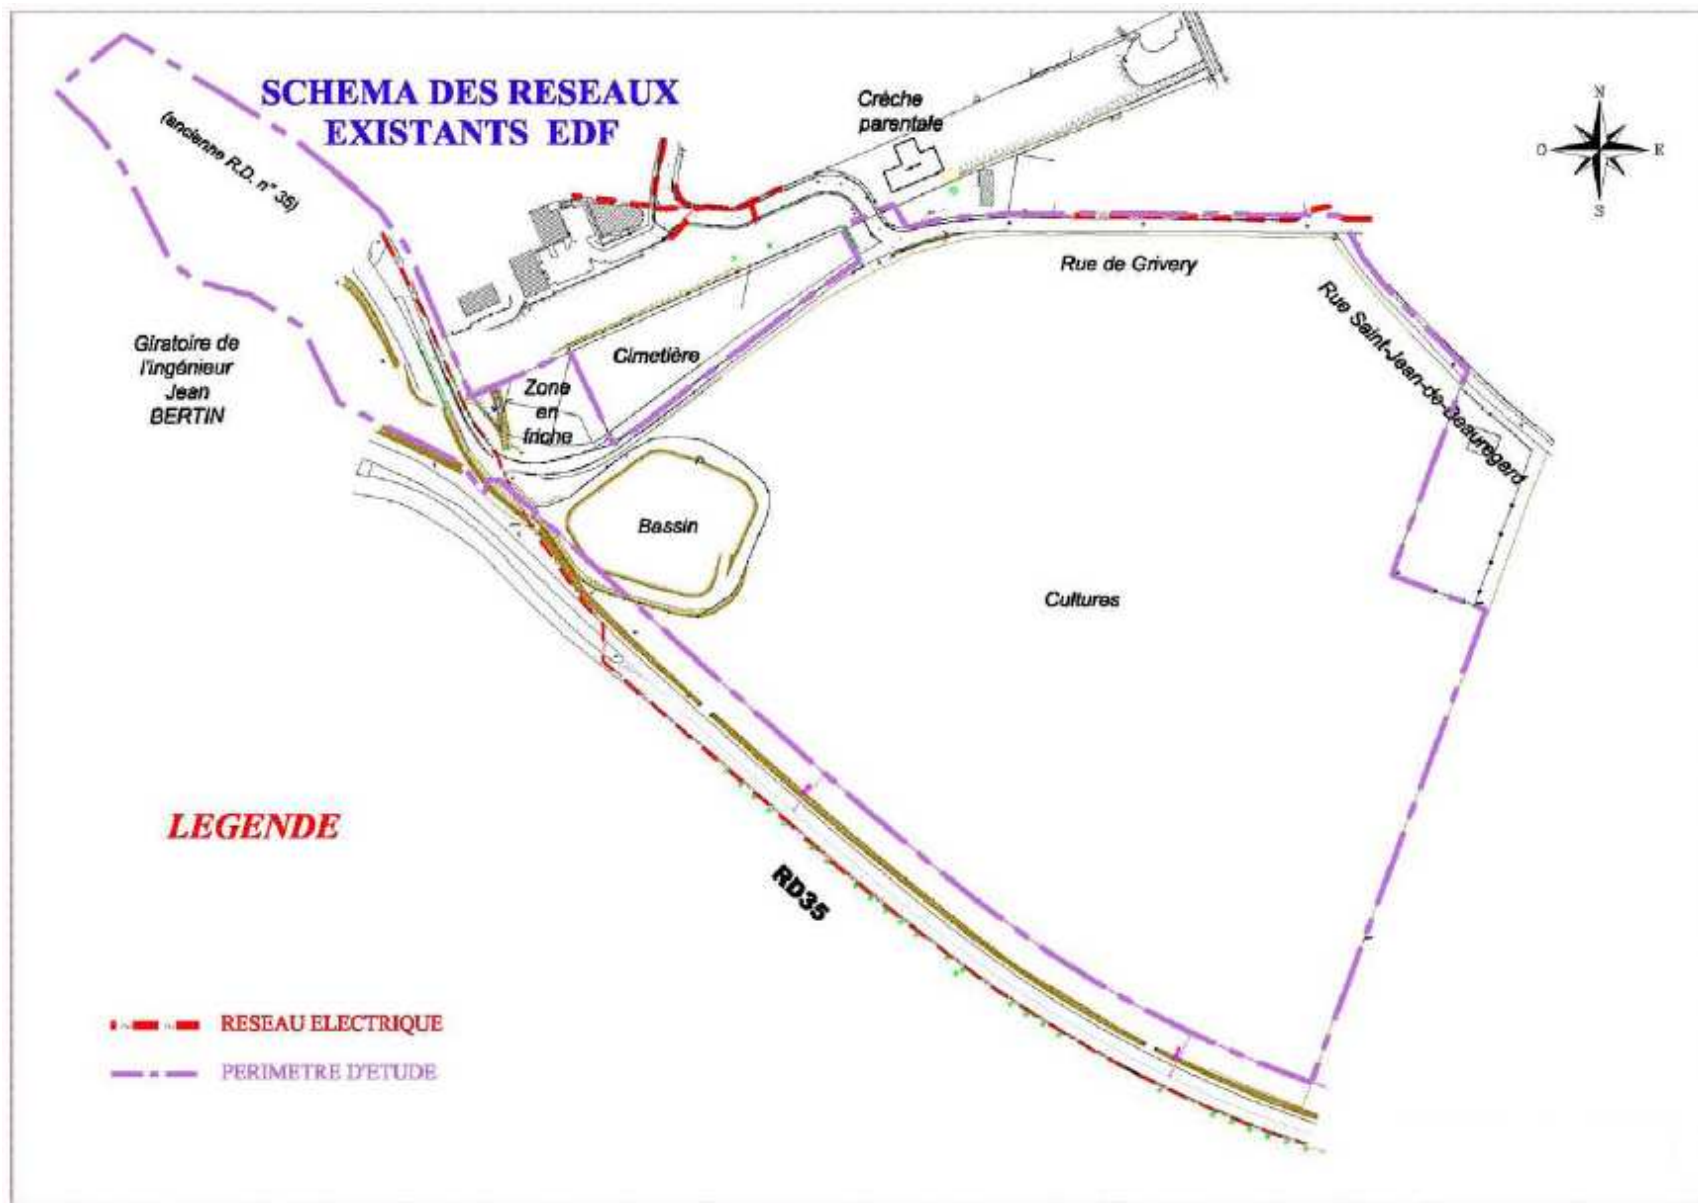 SCHEMA DES RESEAUX
EXISTANTS EDF
(ancienne R.D. n° 35)
Crèche
parentale
N
O
E
S
Rue de Grivery
Rue Saint-Jean-de-Beauregard
Giratoire de
l'ingénieur
Jean
BERTIN
Cimetière
Zone
en
friche
Bassin
Cultures
LEGENDE
RD35
RESEAU ELECTRIQUE
PERIMETRE D'ETUDE